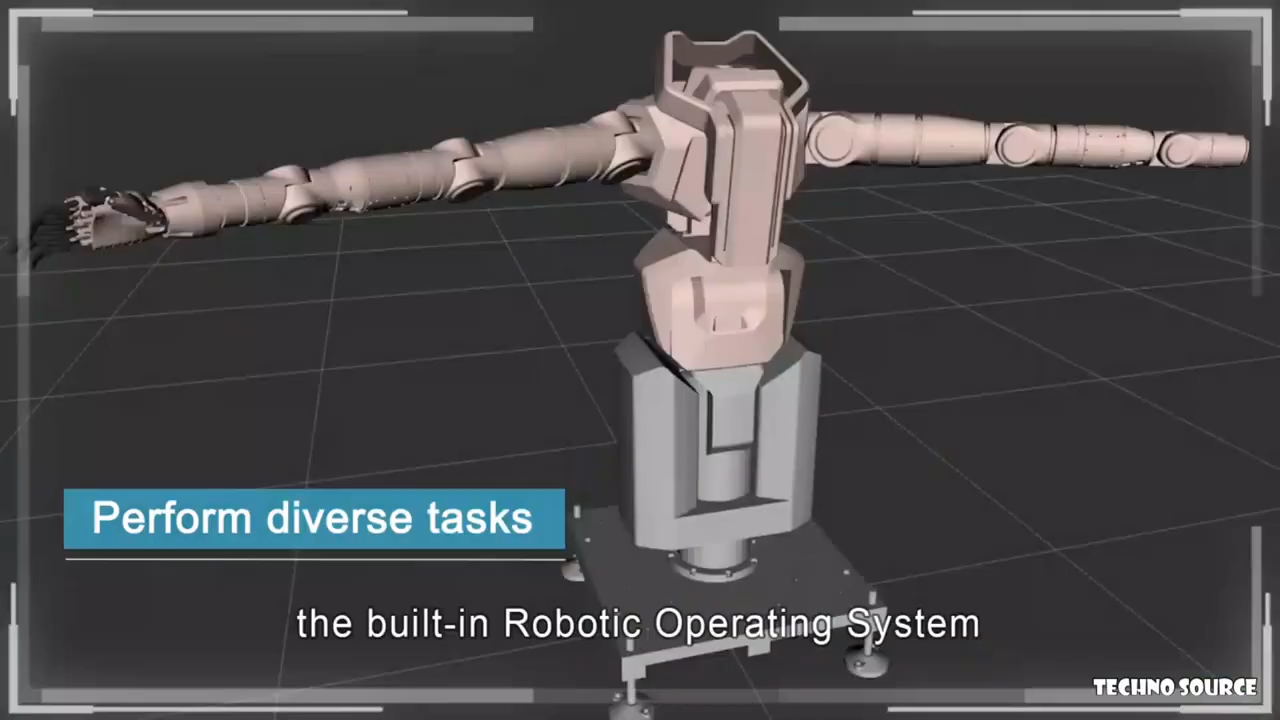 Perform diverse tasks
the built-in Robotic Operating System
TECHNO SOURCE